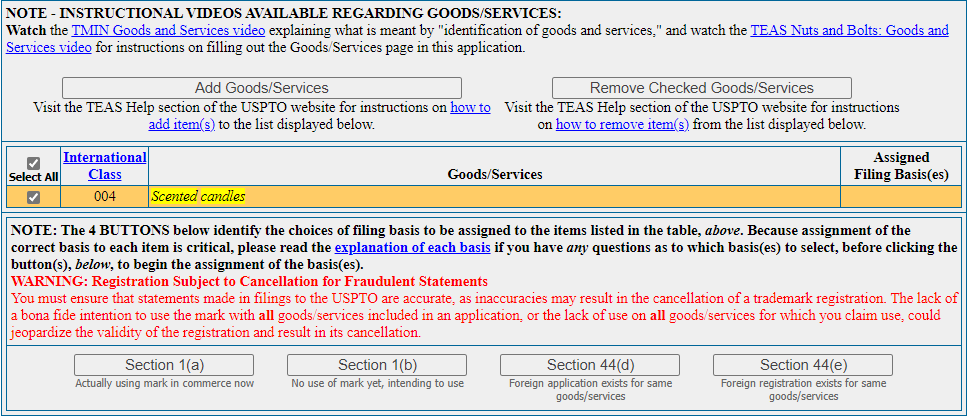 NOTE - INSTRUCTIONAL VIDEOS AVAILABLE REGARDING GOODS/SERVICES:
Watch the TMIN Goods and Services video explaining what is meant by "identification of goods and services," and watch the TEAS Nuts and Bolts: Goods and
Services video for instructions on filling out the Goods/Services page in this application.
Add Goods/Services
Visit the TEAS Help section of the USPTO website for instructions on how to
add item(s) to the list displayed below.
Remove Checked Goods/Services
Visit the TEAS Help section of the USPTO website for instructions
on how to remove item(s) from the list displayed below.
Select All
International
Class
Goods/Services
Assigned
Filing Basis(es)
004
Scented candles
NOTE: The 4 BUTTONS below identify the choices of filing basis to be assigned to the items listed in the table, above. Because assignment of the
correct basis to each item is critical, please read the explanation of each basis if you have any questions as to which basis(es) to select, before clicking the
button(s), below, to begin the assignment of the basis(es).
WARNING: Registration Subject to Cancellation for Fraudulent Statements
You must ensure that statements made in filings to the USPTO are accurate, as inaccuracies may result in the cancellation of a trademark registration. The lack of
a bona fide intention to use the mark with all goods/services included in an application, or the lack of use on all goods/services for which you claim use, could
jeopardize the validity of the registration and result in its cancellation.
Section 1(a)
Actually using mark in commerce now
Section 1(b)
No use of mark yet, intending to use
Section 44(d)
Foreign application exists for same
goods/services
Section 44(e)
Foreign registration exists for same
goods/services